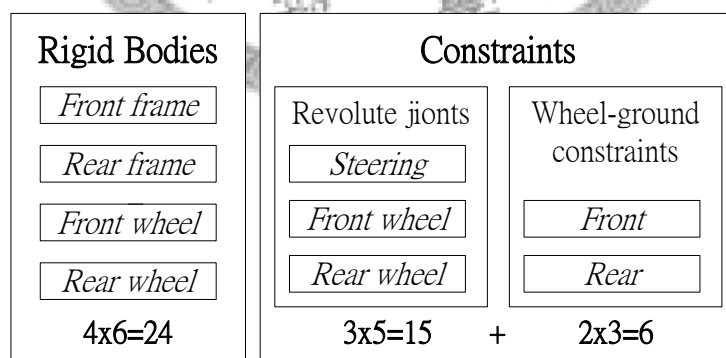 Rigid Bodies
Front frame
Rear frame
Front wheel
Rear wheel
4x6=24
Constraints
Revolute jionts
Steering
Front wheel
Rear wheel
Wheel-ground
constraints
Front
Rear
3x5=15 + 2x3=6